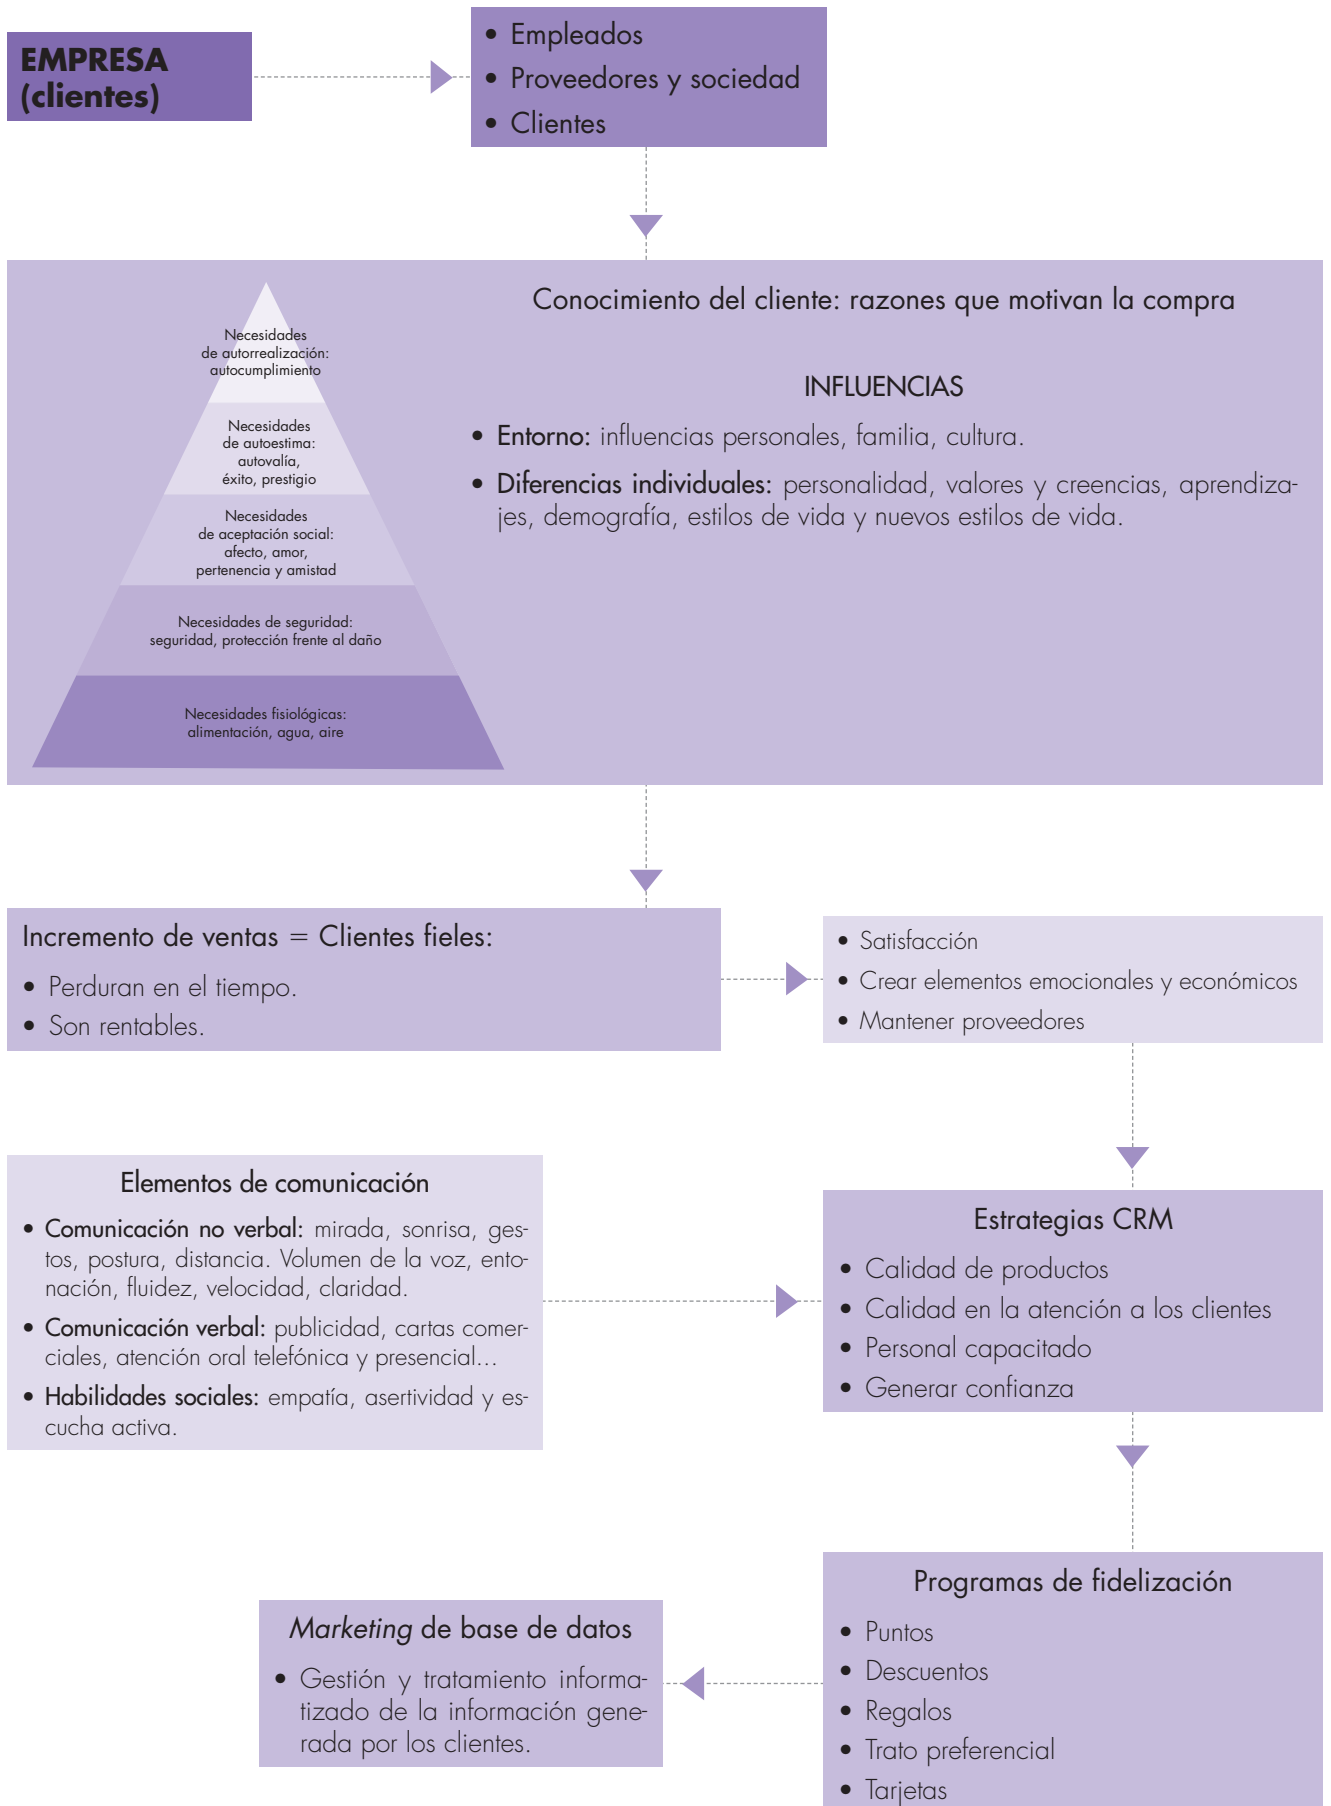 EMPRESA
(clientes)
• Empleados
• Proveedores y sociedad
• Clientes
Conocimiento del cliente: razones que motivan la compra
Necesidades
de autorrealización:
autocumplimiento
Necesidades
de autoestima:
autovalía,
éxito, prestigio
Necesidades
de aceptación social:
afecto, amor,
pertenencia y amistad
Necesidades de seguridad:
seguridad, protección frente al daño
Necesidades fisiológicas:
alimentación, agua, aire
INFLUENCIAS
• Entorno: influencias personales, familia, cultura.
• Diferencias individuales: personalidad, valores y creencias, aprendiza-
jes, demografía, estilos de vida y nuevos estilos de vida.
Incremento de ventas = Clientes fieles:
• Perduran en el tiempo.
• Son rentables.
• Satisfacción
• Crear elementos emocionales y económicos
• Mantener proveedores
Elementos de comunicación
• Comunicación no verbal: mirada, sonrisa, ges-
tos, postura, distancia. Volumen de la voz, ento-
nación, fluidez, velocidad, claridad.
• Comunicación verbal: publicidad, cartas comer-
ciales, atención oral telefónica y presencial...
• Habilidades sociales: empatía, asertividad y es-
cucha activa.
Estrategias CRM
• Calidad de productos
• Calidad en la atención a los clientes
• Personal capacitado
• Generar confianza
Programas de fidelización
• Puntos
• Descuentos
• Regalos
• Trato preferencial
• Tarjetas
Marketing de base de datos
• Gestión y tratamiento informa-
tizado de la información gene-
rada por los clientes.